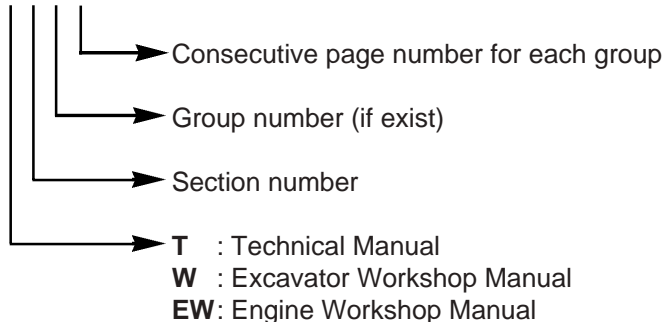 Consecutive page number for each group
Group number (if exist)
Section number
T : Technical Manual
W : Excavator Workshop Manual
EW : Engine Workshop Manual